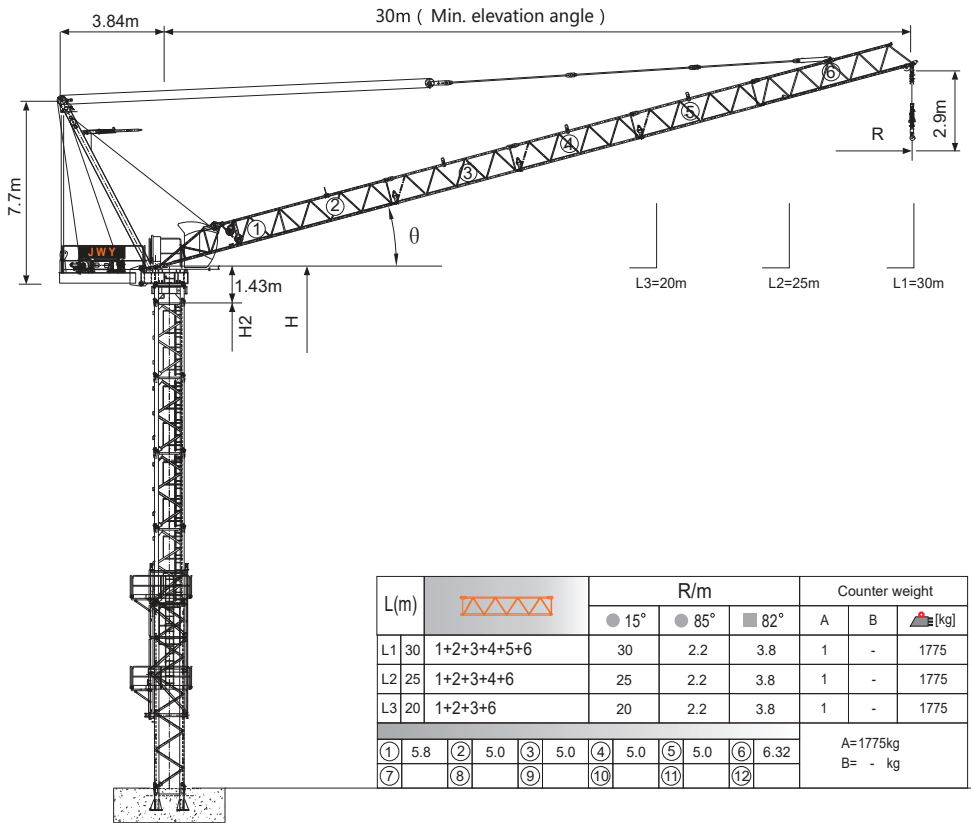 30m ( Min. elevation angle )
3.84m
⑥
⑤
2.9m
R
④
7.7m
③
②
①
θ
JWY
L3=20m
L2=25m
L1=30m
1.43m
H2
H
L(m)
R/m
Counter weight
15°
85°
82°
A
B
[kg]
L1 30 1+2+3+4+5+6 30 2.2 3.8 1 - 1775
L2 25 1+2+3+4+6 25 2.2 3.8 1 - 1775
L3 20 1+2+3+6 20 2.2 3.8 1 - 1775
① 5.8 ② 5.0 ③ 5.0 ④ 5.0 ⑤ 5.0 ⑥ 6.32
⑦ ⑧ ⑨ ⑩ ⑪ ⑫
A=1775kg
B= - kg